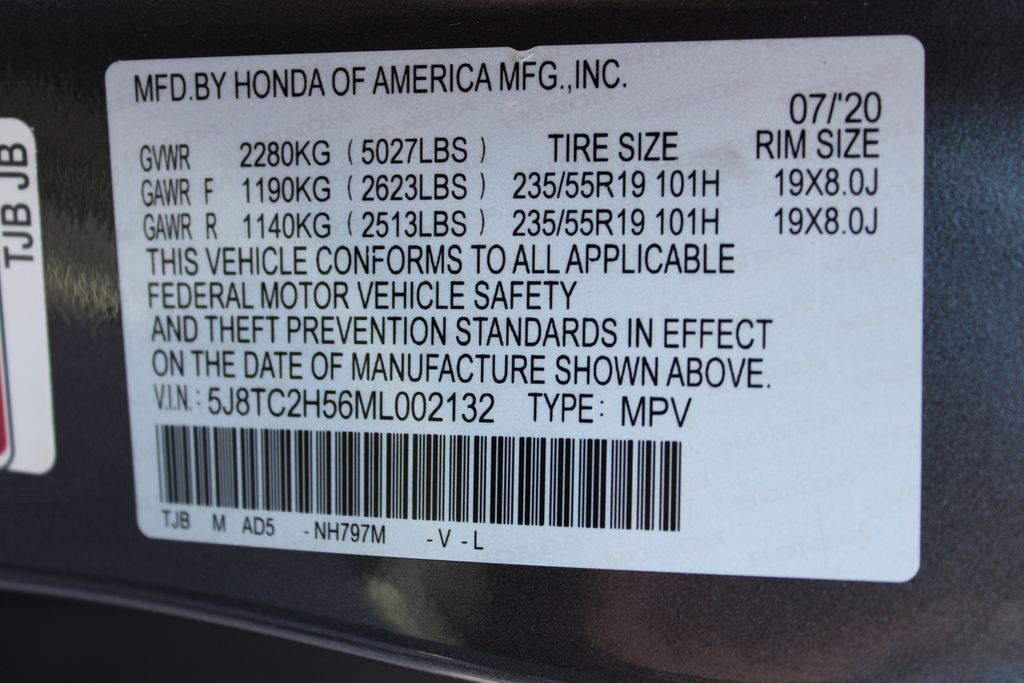 MFD.BY HONDA OF AMERICA MFG.,INC.
07/'20
GVWR 2280KG (5027LBS) TIRE SIZE RIM SIZE
GAWR F 1190KG (2623LBS) 235/55R19 101H 19X8.0J
GAWR R 1140KG (2513LBS) 235/55R19 101H 19X8.0J
THIS VEHICLE CONFORMS TO ALL APPLICABLE
FEDERAL MOTOR VEHICLE SAFETY
AND THEFT PREVENTION STANDARDS IN EFFECT
ON THE DATE OF MANUFACTURE SHOWN ABOVE.
V.I.N.: 5J8TC2H56ML002132 TYPE: MPV
TJB M AD5 -NH797M -V -L
TJB JB